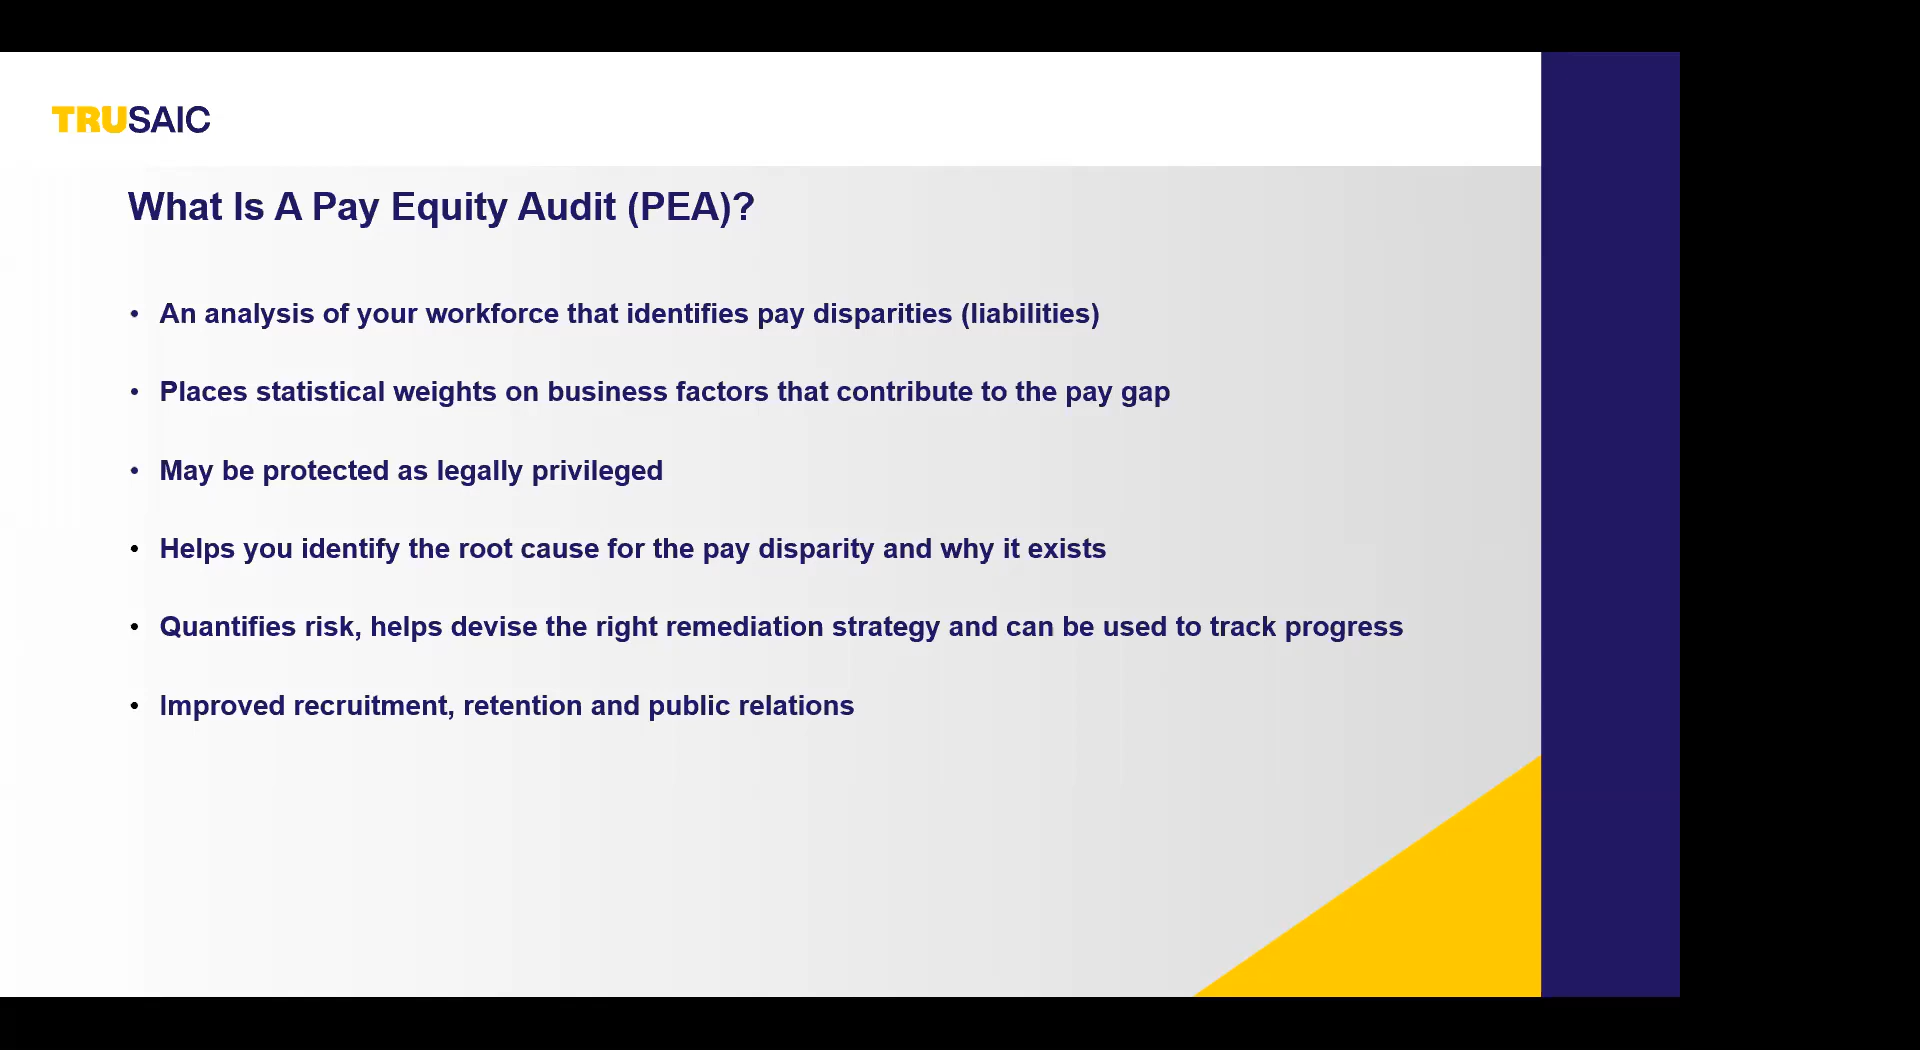 TRUSAIC
What Is A Pay Equity Audit (PEA)?
• An analysis of your workforce that identifies pay disparities (liabilities)
• Places statistical weights on business factors that contribute to the pay gap
• May be protected as legally privileged
• Helps you identify the root cause for the pay disparity and why it exists
• Quantifies risk, helps devise the right remediation strategy and can be used to track progress
• Improved recruitment, retention and public relations